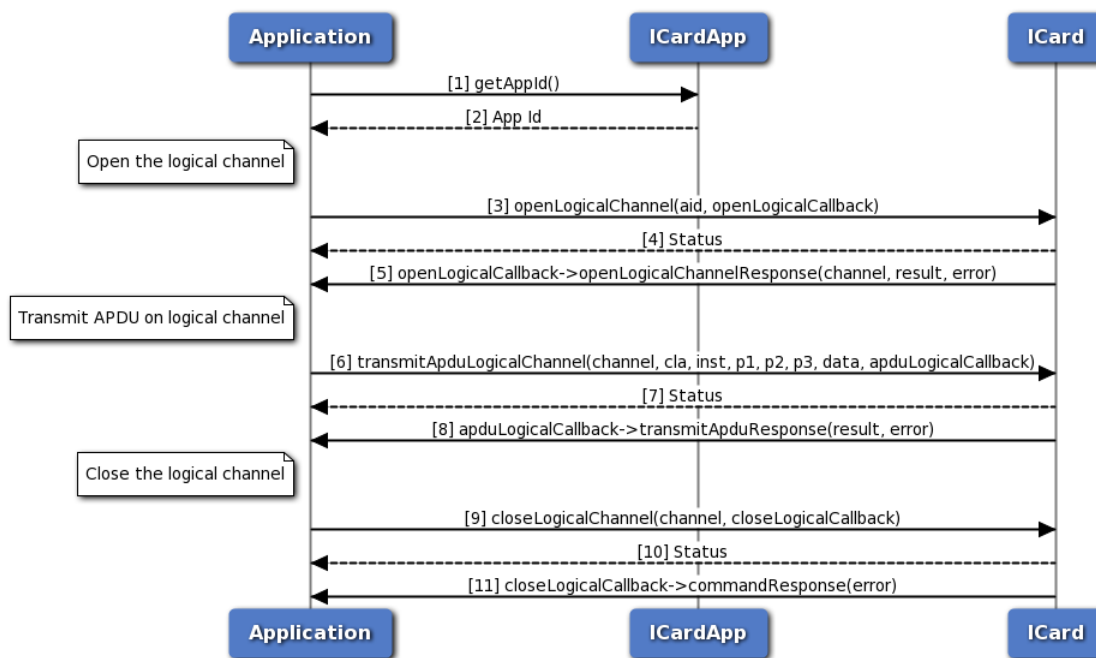 Application ICardApp ICard
[1] getAppId()
[2] App Id
Open the logical channel
[3] openLogicalChannel(aid, openLogicalCallback)
[4] Status
[5] openLogicalCallback->openLogicalChannelResponse(channel, result, error)
Transmit APDU on logical channel
[6] transmitApduLogicalChannel(channel, cla, inst, p1, p2, p3, data, apduLogicalCallback)
[7] Status
[8] apduLogicalCallback->transmitApduResponse(result, error)
Close the logical channel
[9] closeLogicalChannel(channel, closeLogicalCallback)
[10] Status
[11] closeLogicalCallback->commandResponse(error)
Application ICardApp ICard